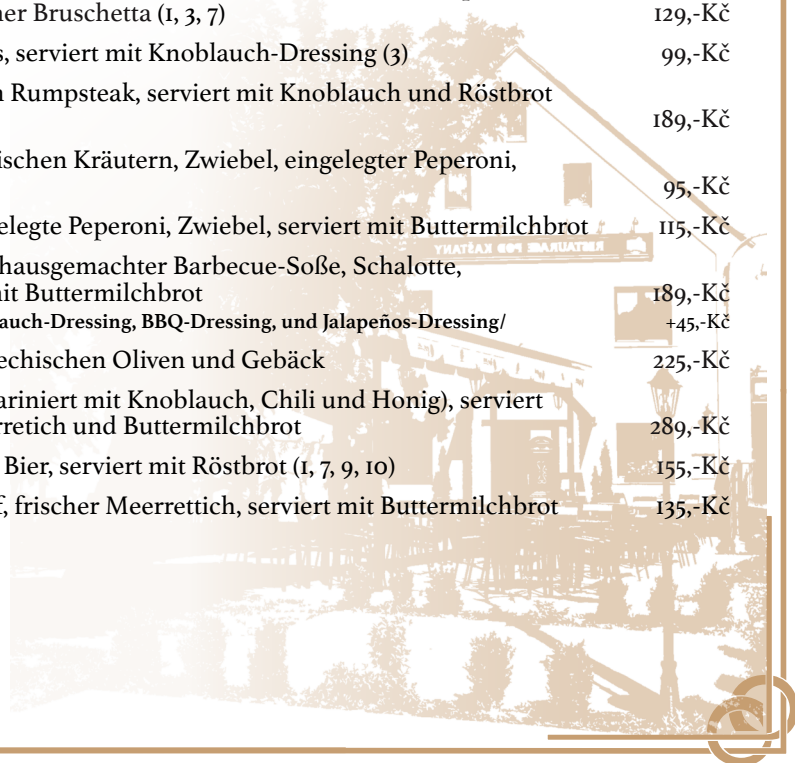 ner Bruschetta (1, 3, 7) 129,-Kč
s, serviert mit Knoblauch-Dressing (3) 99,-Kč
n Rumpsteak, serviert mit Knoblauch und Röstbrot
189,-Kč
ischen Kräutern, Zwiebel, eingelegter Peperoni,
95,-Kč
elegte Peperoni, Zwiebel, serviert mit Buttermilchbrot 115,-Kč
RESTAURACE POD KAŠTANY
hausgemachter Barbecue-Soße, Schalotte,
nit Buttermilchbrot 189,-Kč
auch-Dressing, BBQ-Dressing, und Jalapeños-Dressing/ +45,-Kč
echischen Oliven und Gebäck 225,-Kč
ariniert mit Knoblauch, Chili und Honig), serviert
rretich und Buttermilchbrot 289,-Kč
Bier, serviert mit Röstbrot (1, 7, 9, 10) 155,-Kč
f, frischer Meerrettich, serviert mit Buttermilchbrot 135,-Kč